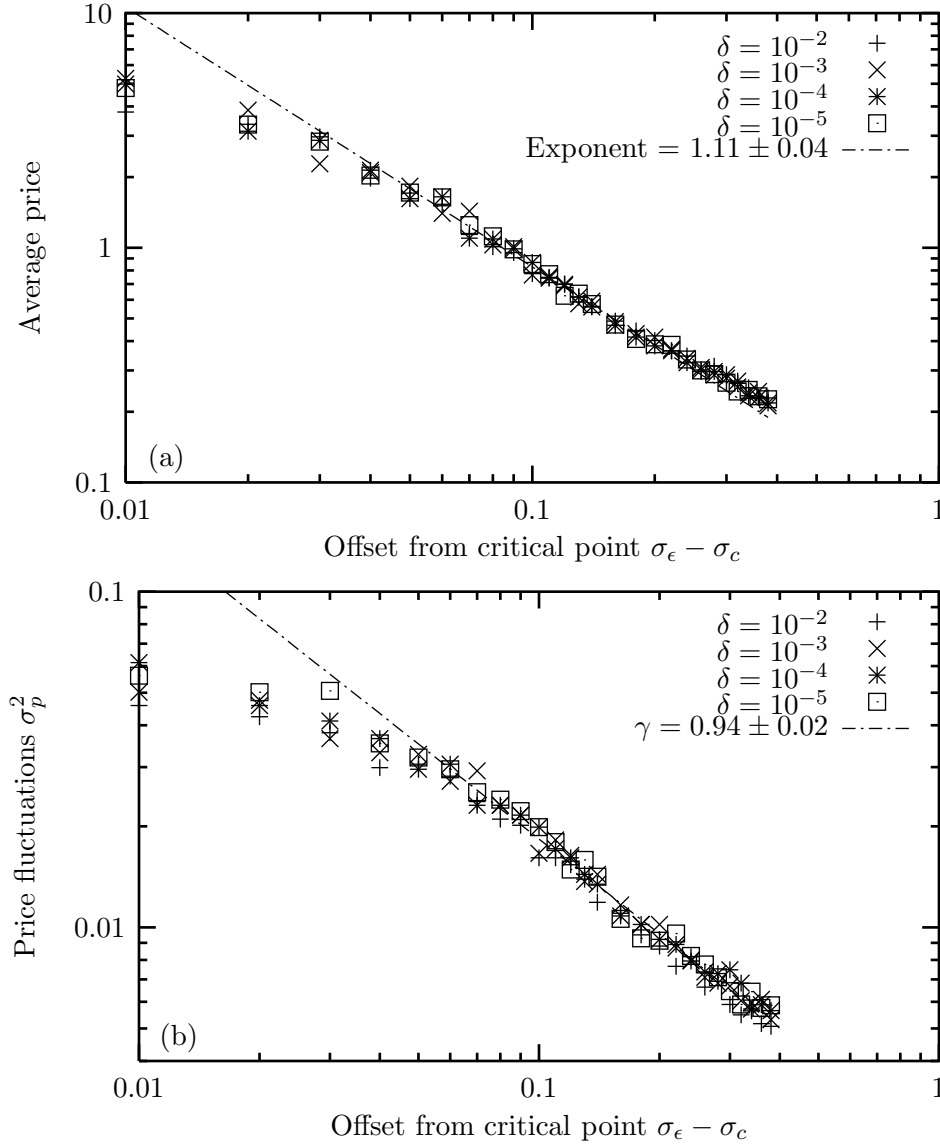 10
δ = 10⁻²
δ = 10⁻³
δ = 10⁻⁴
δ = 10⁻⁵
Exponent = 1.11 ± 0.04
1
Average price
(a)
0.1
0.01 0.1 1
Offset from critical point σ_ϵ − σ_c
0.1
δ = 10⁻²
δ = 10⁻³
δ = 10⁻⁴
δ = 10⁻⁵
γ = 0.94 ± 0.02
Price fluctuations σ_p²
0.01
(b)
0.01 0.1 1
Offset from critical point σ_ϵ − σ_c